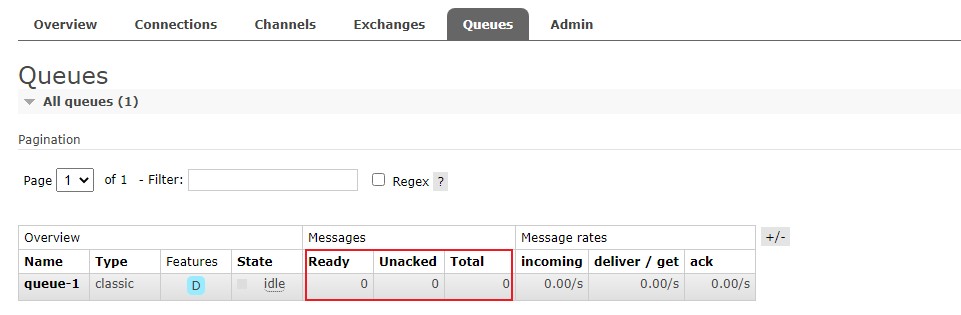 Overview Connections Channels Exchanges Queues Admin
Queues
All queues (1)
Pagination
Page 1 of 1 - Filter: Regex ?
Overview Messages Message rates +/-
Name Type Features State Ready Unacked Total incoming deliver / get ack
queue-1 classic D idle 0 0 0 0.00/s 0.00/s 0.00/s